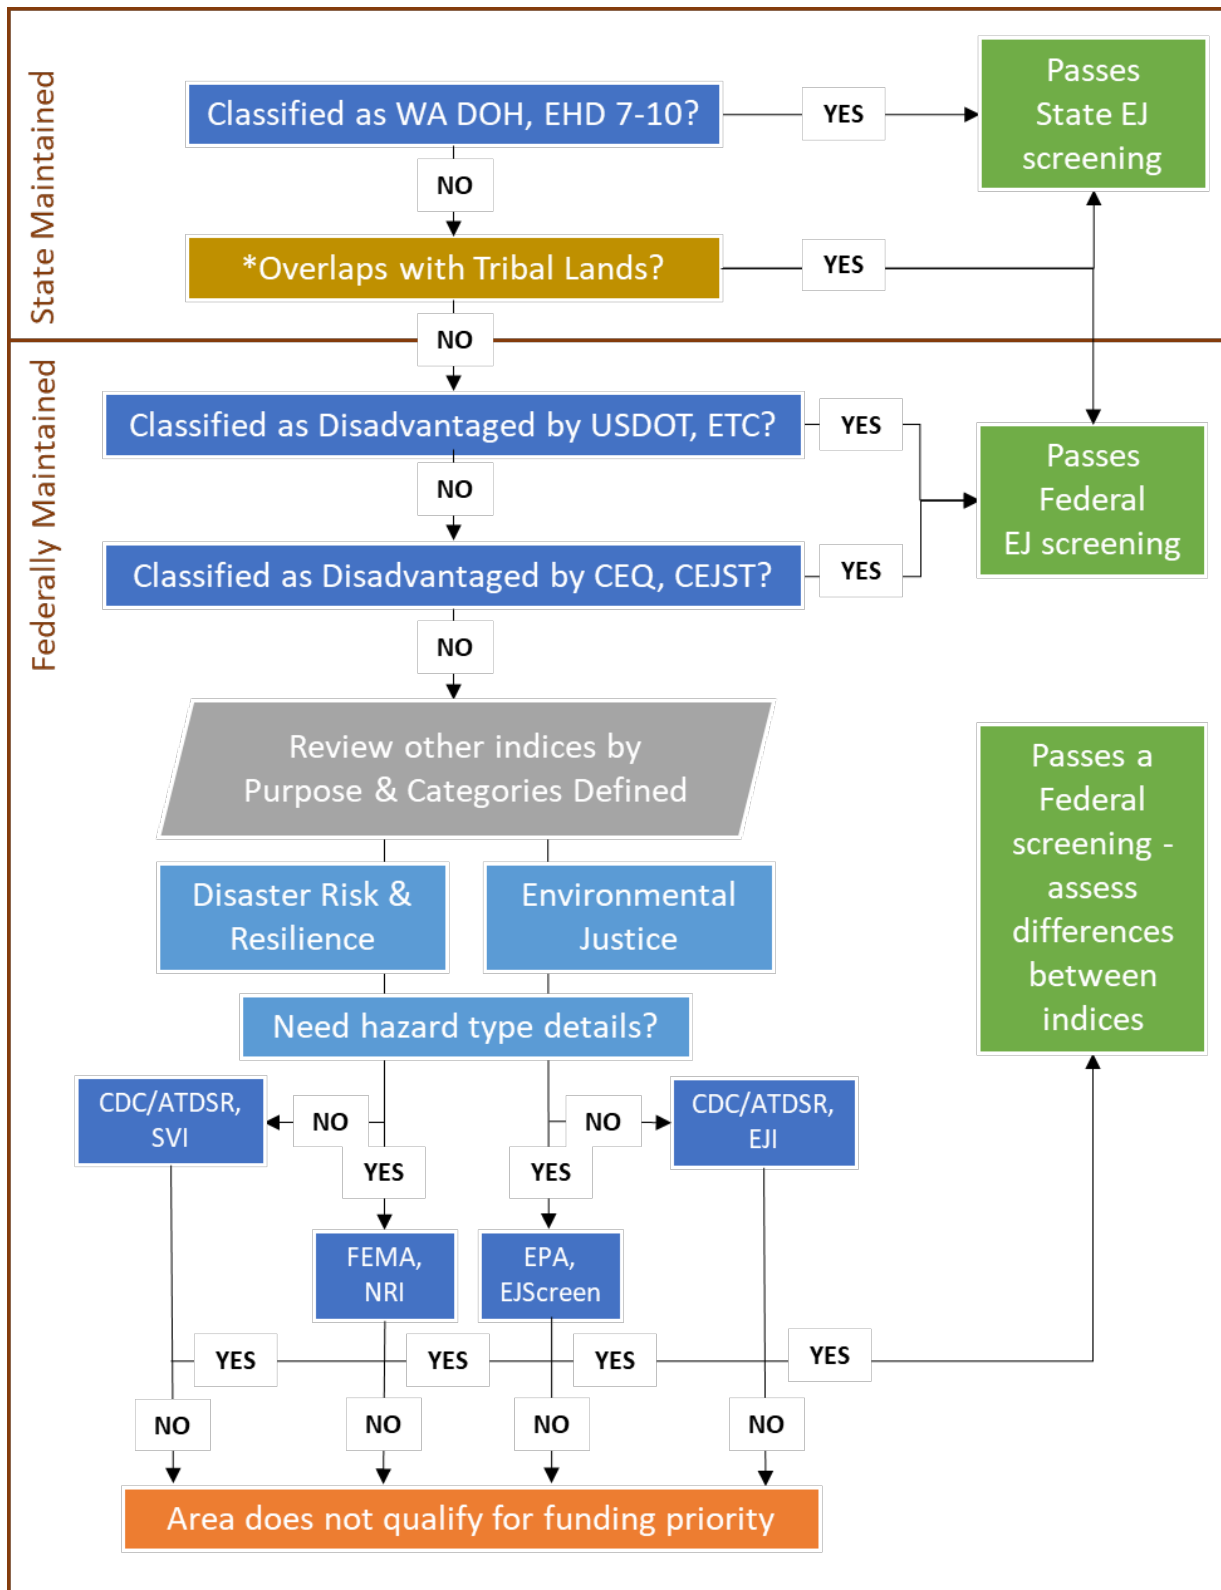 State Maintained
Classified as WA DOH, EHD 7-10?
YES
Passes
State EJ
screening
NO
*Overlaps with Tribal Lands?
YES
NO
Federally Maintained
Classified as Disadvantaged by USDOT, ETC?
YES
Passes
Federal
EJ screening
NO
Classified as Disadvantaged by CEQ, CEJST?
YES
NO
Review other indices by
Purpose & Categories Defined
Passes a
Federal
screening -
assess
differences
between
indices
Disaster Risk &
Resilience
Environmental
Justice
Need hazard type details?
CDC/ATDSR,
SVI
NO
YES
NO
YES
CDC/ATDSR,
EJI
FEMA,
NRI
EPA,
EJScreen
YES
YES
YES
YES
NO
NO
NO
NO
Area does not qualify for funding priority